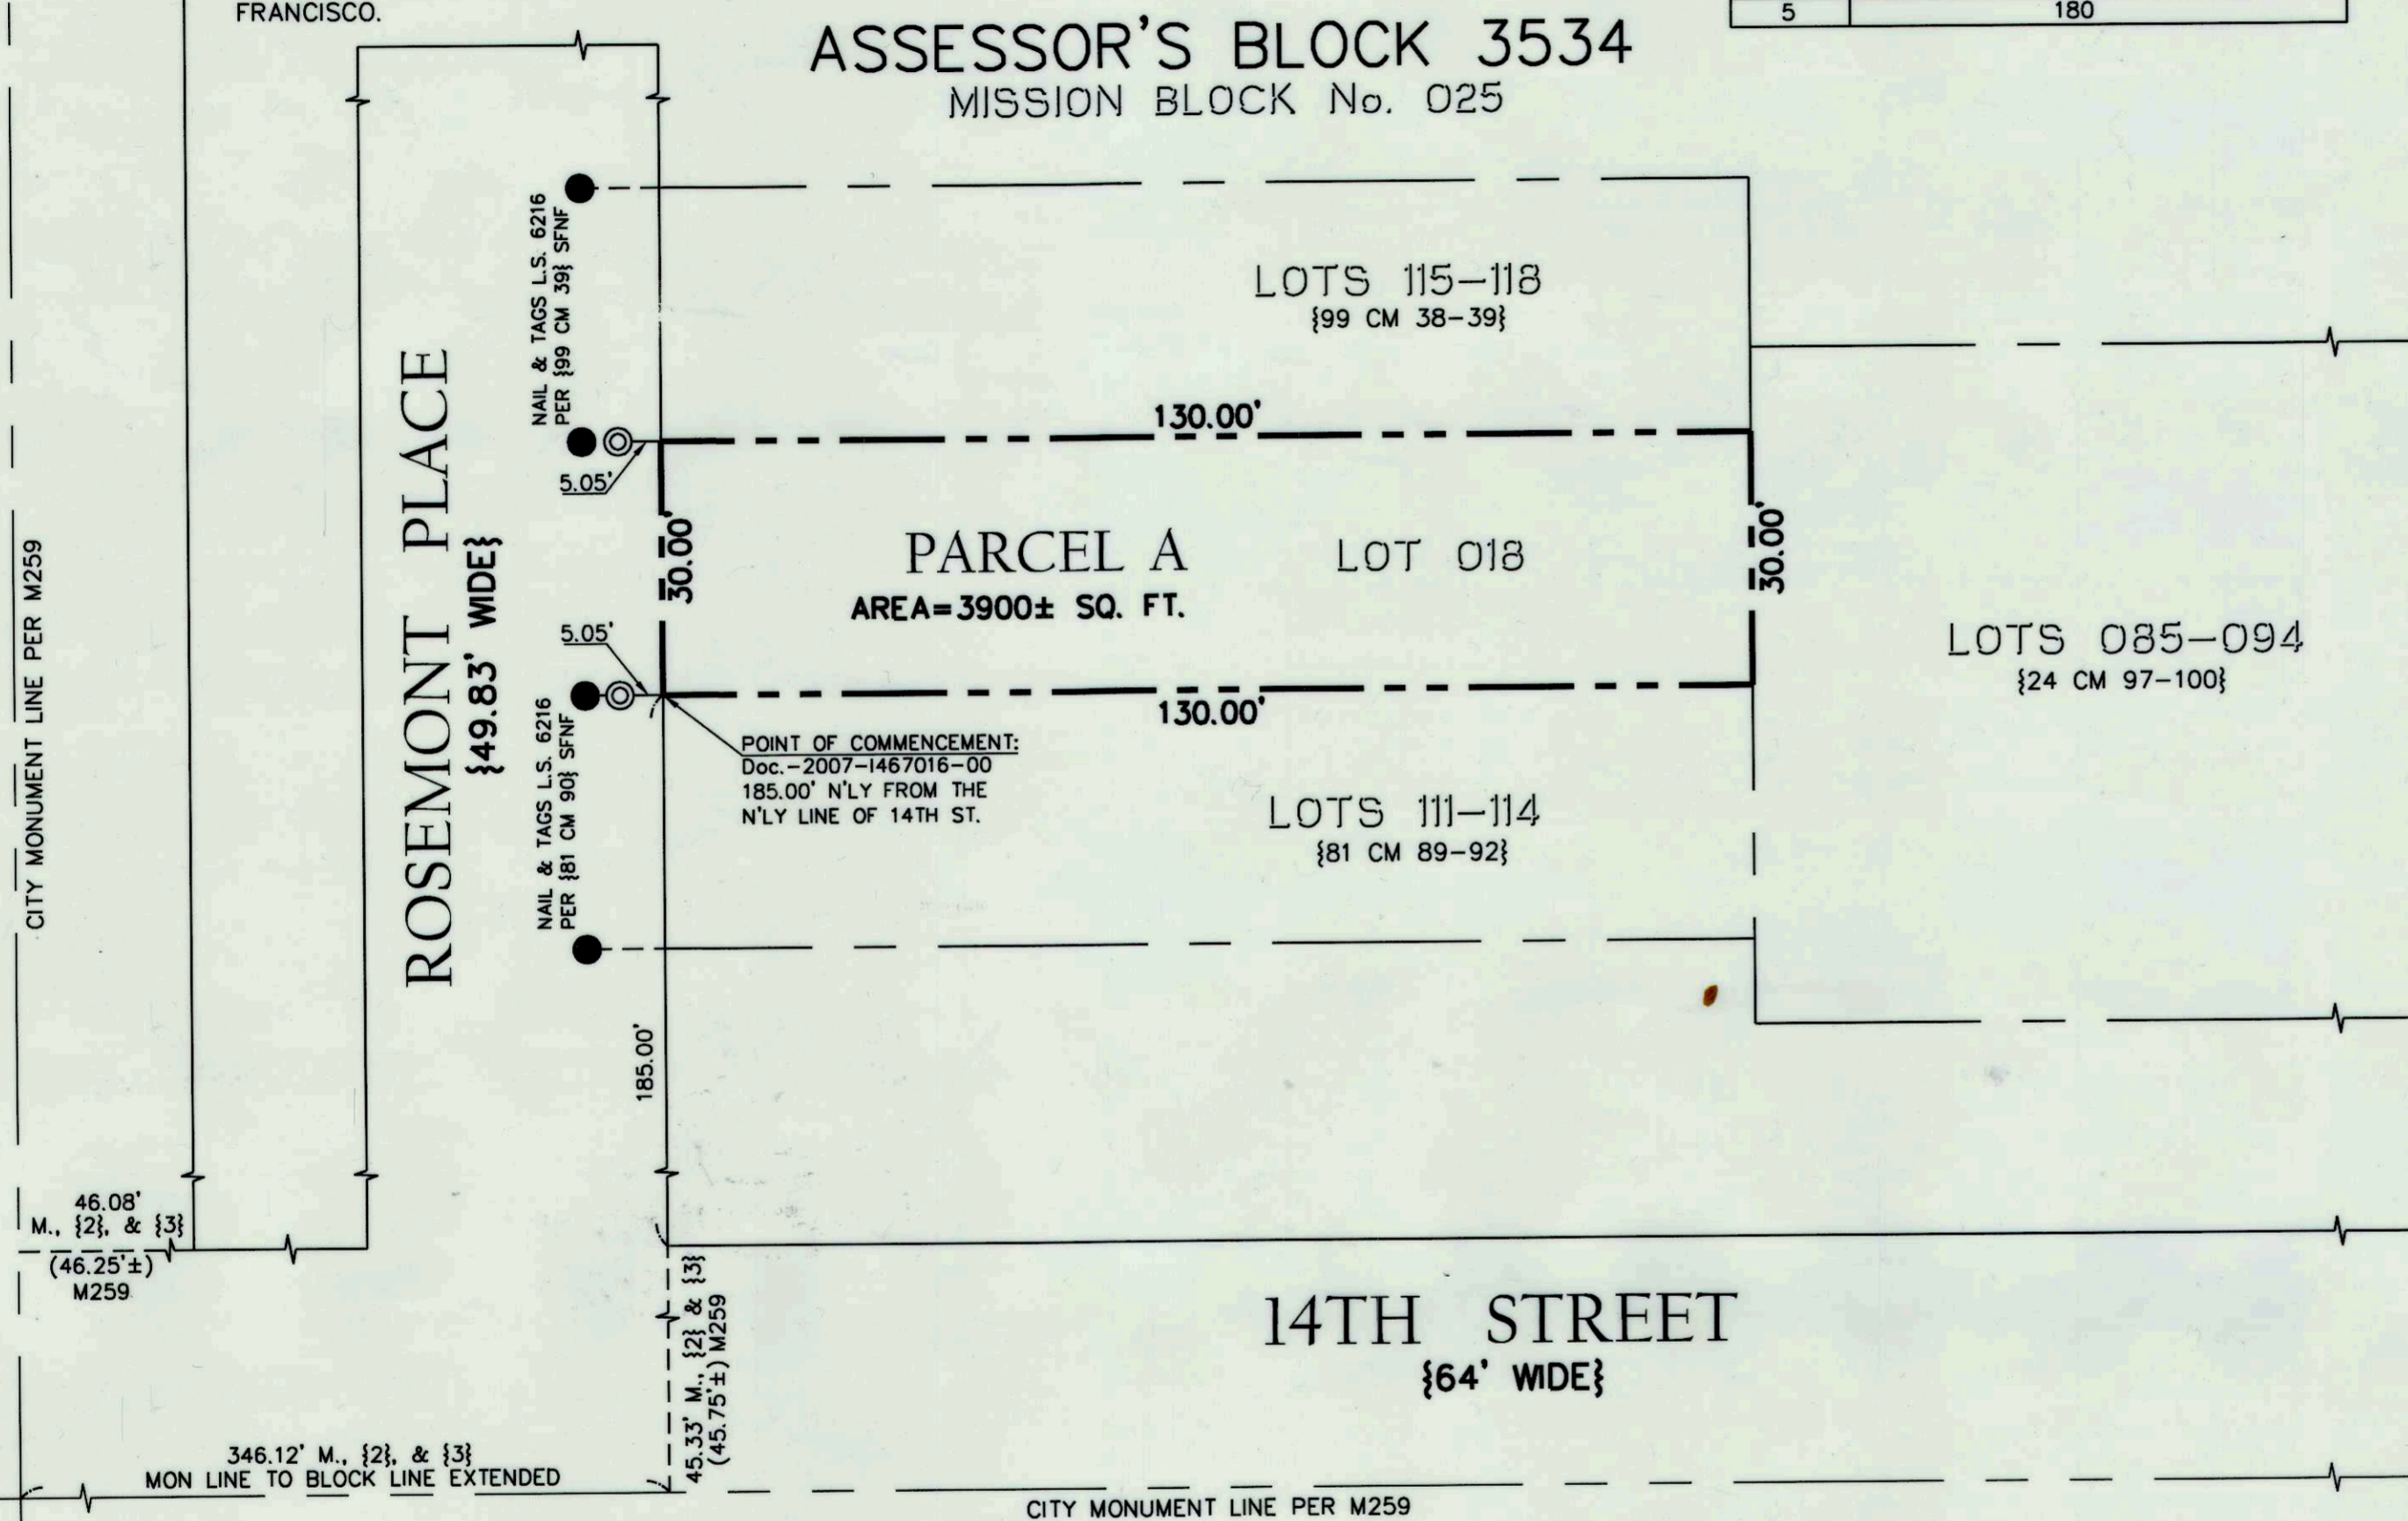 FRANCISCO.
5 180
ASSESSOR'S BLOCK 3534
MISSION BLOCK No. 025
NAIL & TAGS L.S. 6216
PER {99 CM 39} SFNF
LOTS 115-118
{99 CM 38-39}
130.00'
5.05'
30.00'
PARCEL A
LOT 018
AREA=3900± SQ. FT.
30.00'
ROSEMONT PLACE
{49.83' WIDE}
CITY MONUMENT LINE PER M259
5.05'
LOTS 085-094
{24 CM 97-100}
130.00'
NAIL & TAGS L.S. 6216
PER {81 CM 90} SFNF
POINT OF COMMENCEMENT:
Doc.-2007-I467016-00
185.00' N'LY FROM THE
N'LY LINE OF 14TH ST.
LOTS 111-114
{81 CM 89-92}
185.00'
46.08'
M., {2}, & {3}
(46.25'±)
M259
45.33' M., {2} & {3}
(45.75'±) M259
14TH STREET
{64' WIDE}
346.12' M., {2}, & {3}
MON LINE TO BLOCK LINE EXTENDED
CITY MONUMENT LINE PER M259